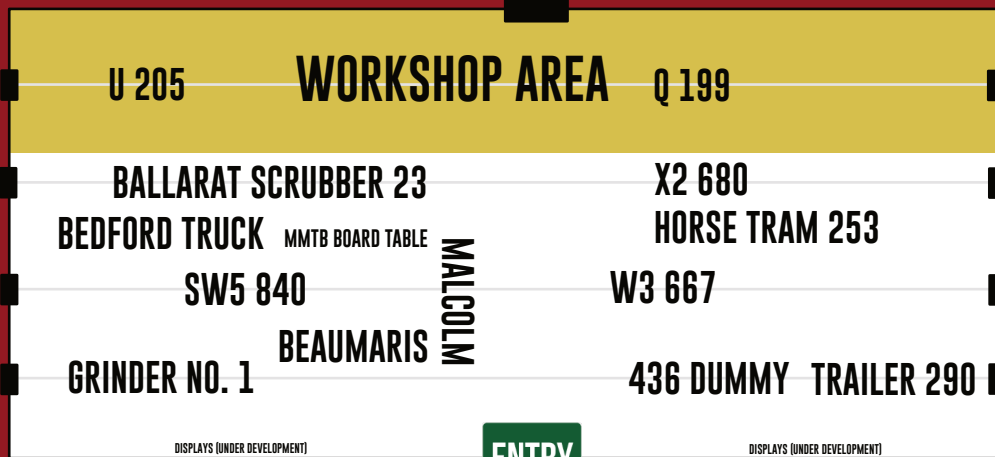 U 205 WORKSHOP AREA Q 199
BALLARAT SCRUBBER 23 X2 680
BEDFORD TRUCK MMTB BOARD TABLE HORSE TRAM 253
MALCOLM
SW5 840 W3 667
BEAUMARIS
GRINDER NO. 1 436 DUMMY TRAILER 290
ENTRY
DISPLAYS (UNDER DEVELOPMENT) DISPLAYS (UNDER DEVELOPMENT)